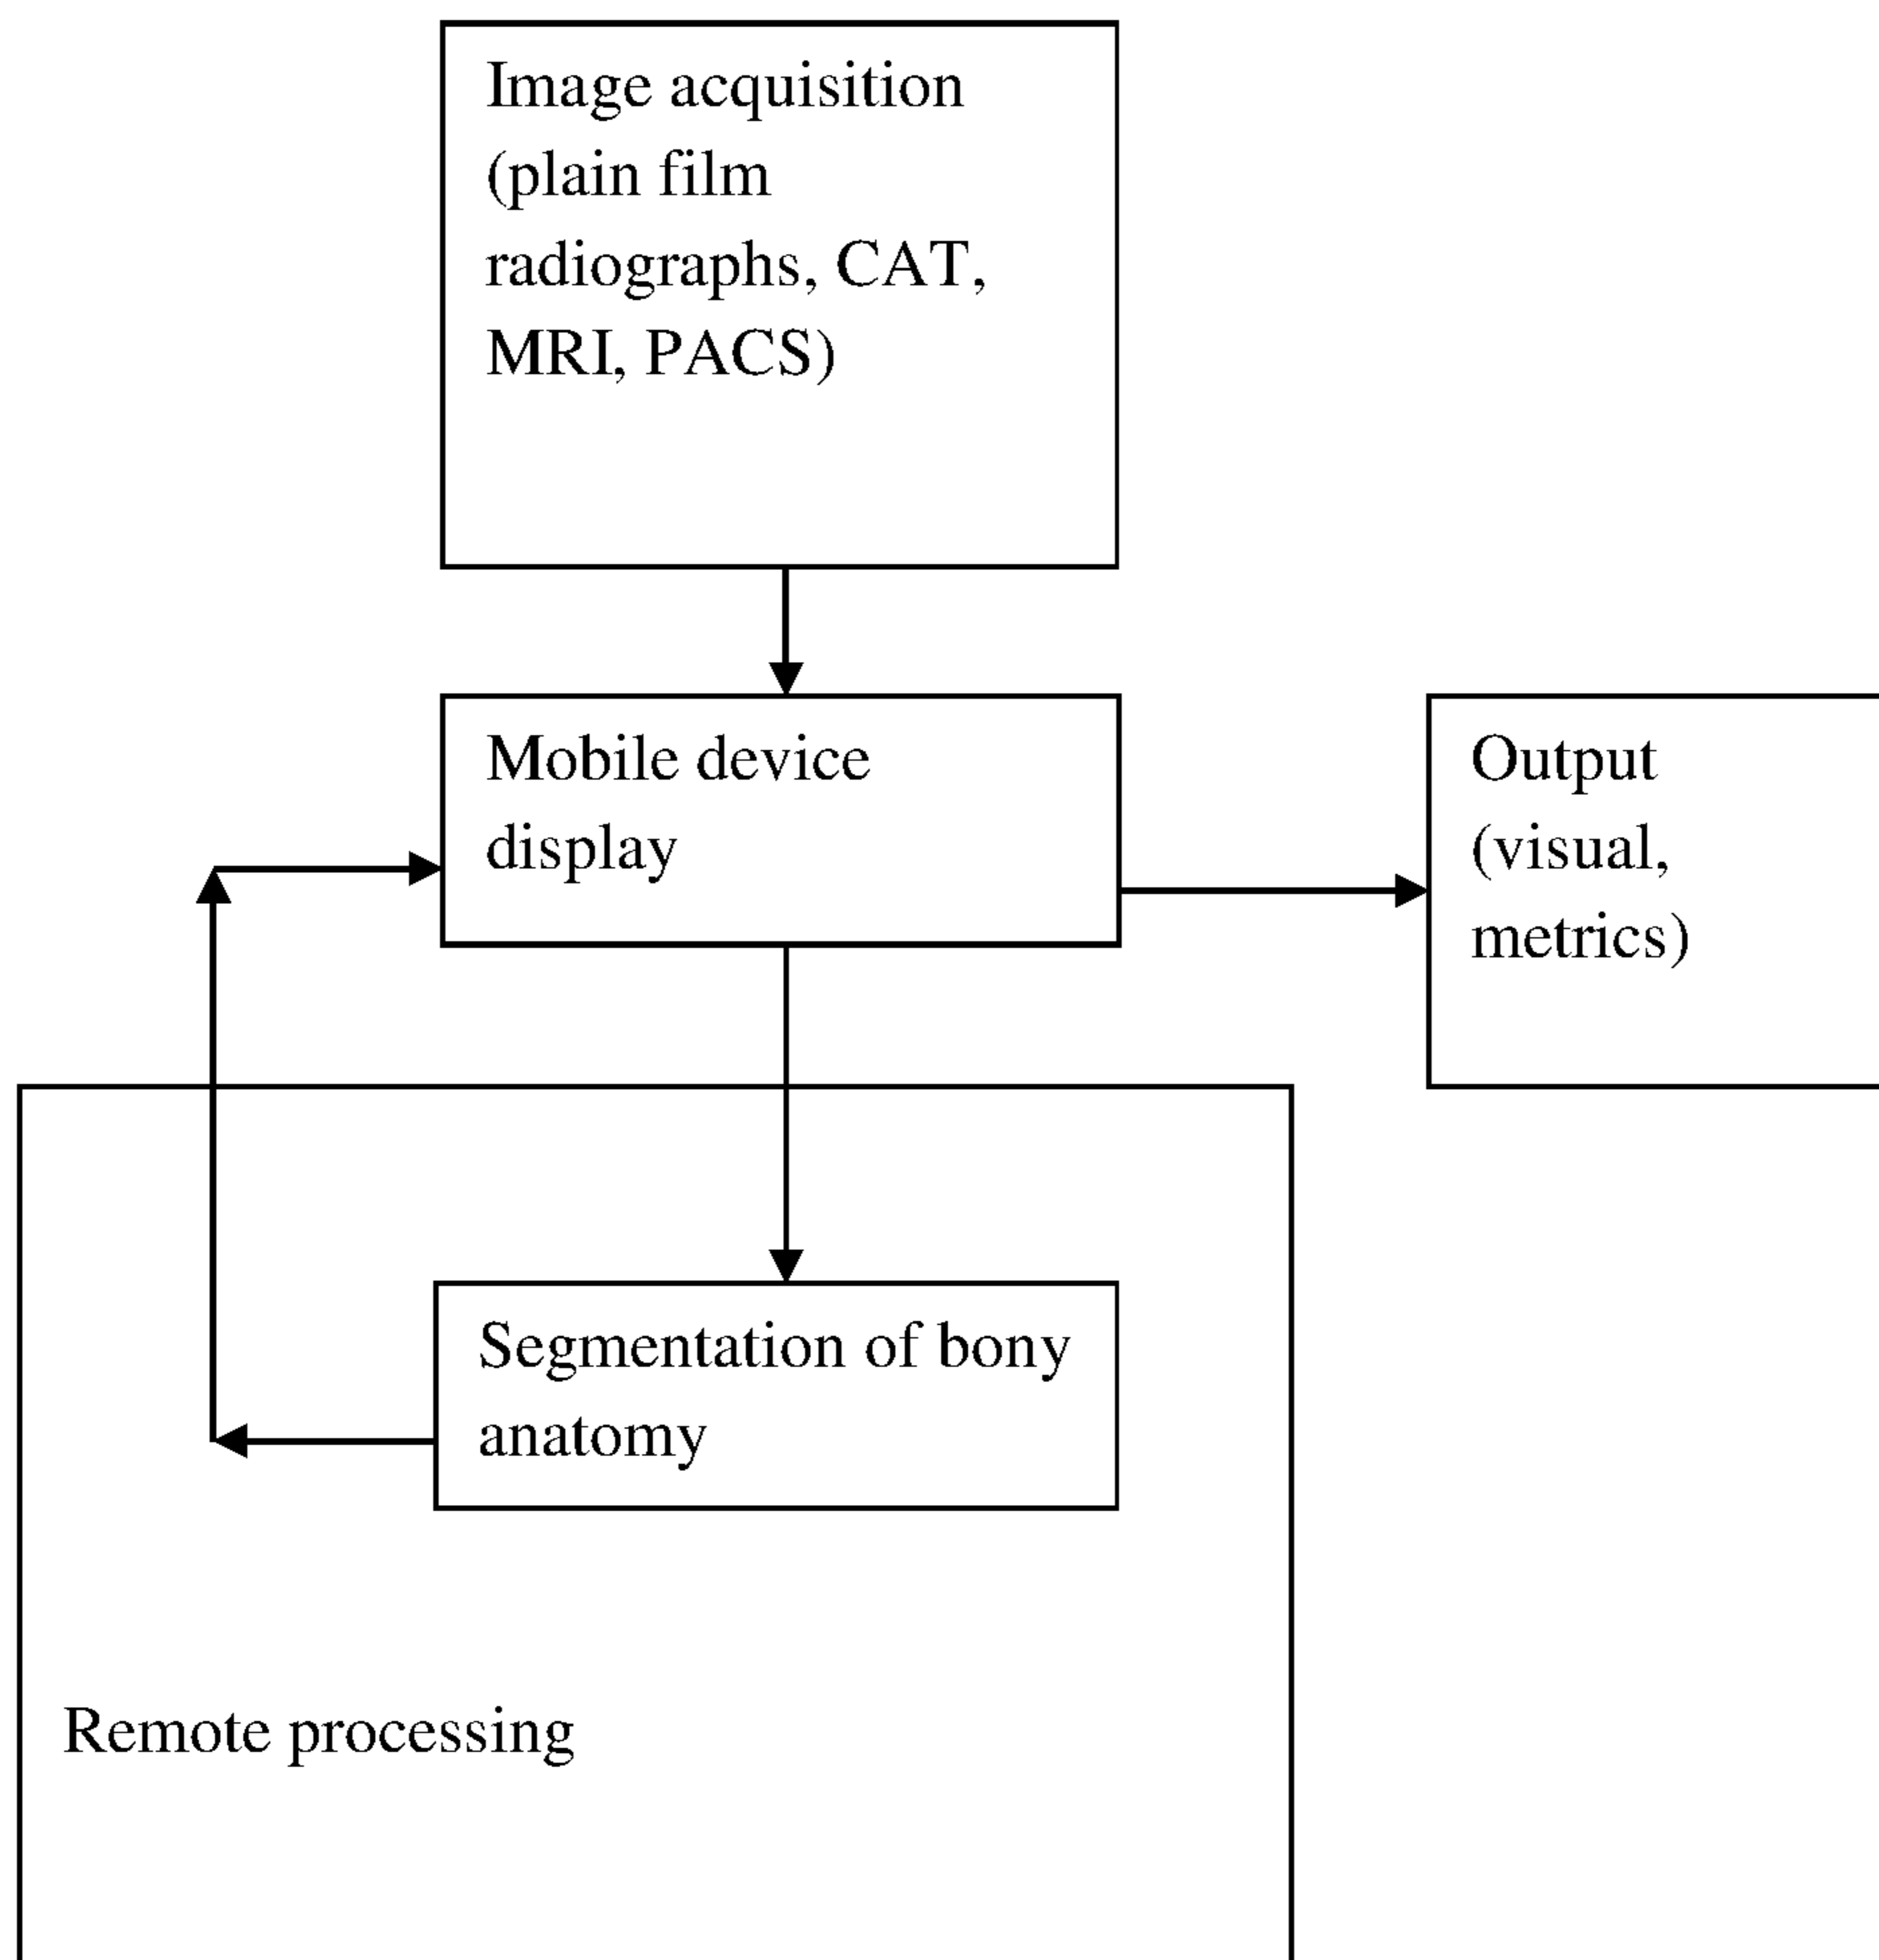 Image acquisition
(plain film
radiographs, CAT,
MRI, PACS)
Mobile device
display
Output
(visual,
metrics)
Segmentation of bony
anatomy
Remote processing